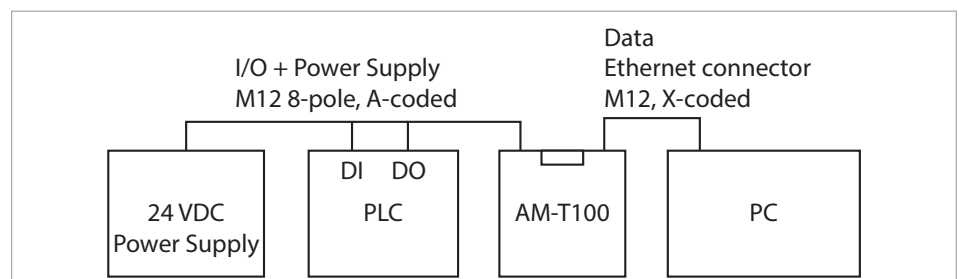 Data
I/O + Power Supply
Ethernet connector
M12 8-pole, A-coded
M12, X-coded
DI DO
24 VDC
Power Supply
PLC
AM-T100
PC